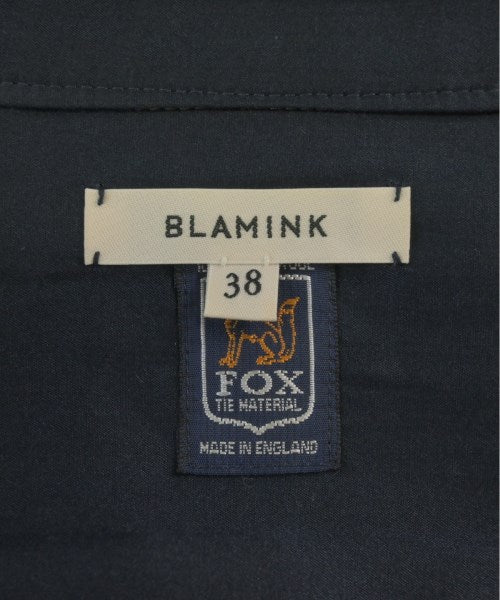 BLAMINK
38
FOX
TIE MATERIAL
MADE IN ENGLAND